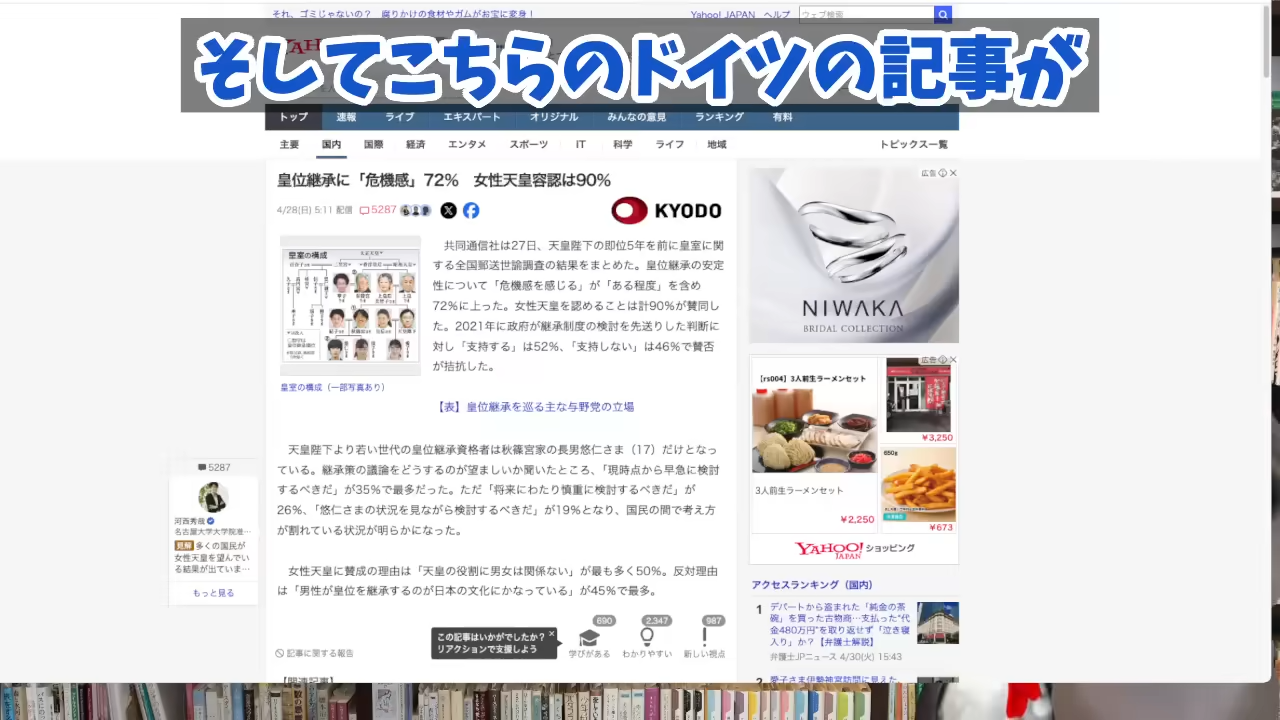 それ、ゴミじゃないの？　腐りかけの食材やガムがお宝に変身！
Yahoo! JAPAN ヘルプ
ウェブ検索
そしてこちらのドイツの記事が
トップ 速報 ライブ エキスパート オリジナル みんなの意見 ランキング 有料
主要 国内 国際 経済 エンタメ スポーツ IT 科学 ライフ 地域 トピックス一覧
皇位継承に「危機感」72%　女性天皇容認は90%
4/28(日) 5:11 配信 5287
KYODO
皇室の構成
皇室の構成（一部写真あり）
　共同通信社は27日、天皇陛下の即位5年を前に皇室に関
する全国郵送世論調査の結果をまとめた。皇位継承の安定
性について「危機感を感じる」が「ある程度」を含め
72%に上った。女性天皇を認めることは計90%が賛同し
た。2021年に政府が継承制度の検討を先送りした判断に
対し「支持する」は52%、「支持しない」は46%で賛否
が拮抗した。
【表】皇位継承を巡る主な与野党の立場
　天皇陛下より若い世代の皇位継承資格者は秋篠宮家の長男悠仁さま（17）だけとなっ
ている。継承策の議論をどうするのが望ましいか聞いたところ、「現時点から早急に検討
するべきだ」が35%で最多だった。ただ「将来にわたり慎重に検討するべきだ」が
26%、「悠仁さまの状況を見ながら検討するべきだ」が19%となり、国民の間で考え方
が割れている状況が明らかになった。
　女性天皇に賛成の理由は「天皇の役割に男女は関係ない」が最も多く50%。反対理由
は「男性が皇位を継承するのが日本の文化にかなっている」が45%で最多。
5287
河西秀哉
名古屋大学大学院准…
見解 多くの国民が
女性天皇を望んでい
る結果が出ていま…
もっと見る
この記事はいかがでしたか？
リアクションで支援しよう
690 2,347 987
学びがある わかりやすい 新しい視点
記事に関する報告
【関連記事】
広告
NIWAKA
BRIDAL COLLECTION
広告
【rs004】3人前生ラーメンセット
3人前生ラーメンセット
¥2,250
¥3,250
650g
¥673
YAHOO! JAPAN ショッピング
アクセスランキング（国内）
1 デパートから盗まれた「純金の茶
碗」を買った古物商…支払った“代
金480万円”を取り返せず「泣き寝
入り」か？【弁護士解説】
弁護士JPニュース 4/30(火) 15:43
2 愛子さま伊勢神宮訪問に見えた